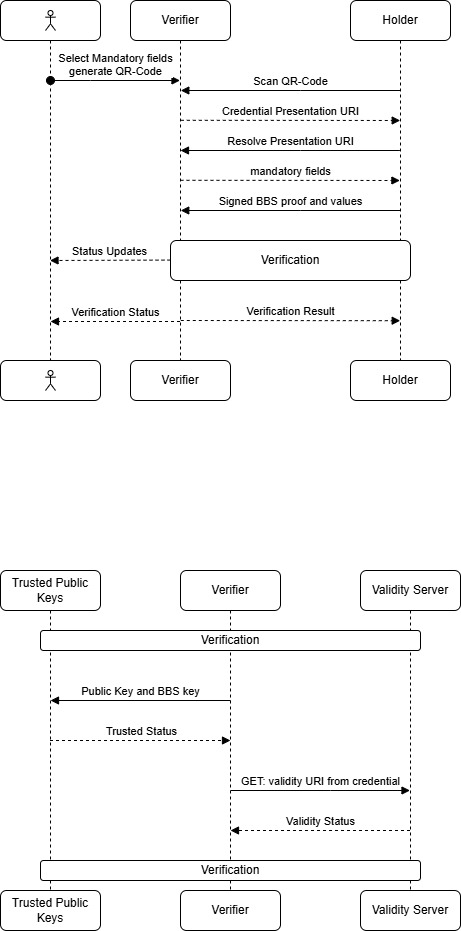 Verifier
Holder
Select Mandatory fields
generate QR-Code
Scan QR-Code
Credential Presentation URI
Resolve Presentation URI
mandatory fields
Signed BBS proof and values
Status Updates
Verification
Verification Status
Verification Result
Verifier
Holder
Trusted Public
Keys
Verifier
Validity Server
Verification
Public Key and BBS key
Trusted Status
GET: validity URI from credential
Validity Status
Verification
Trusted Public
Keys
Verifier
Validity Server